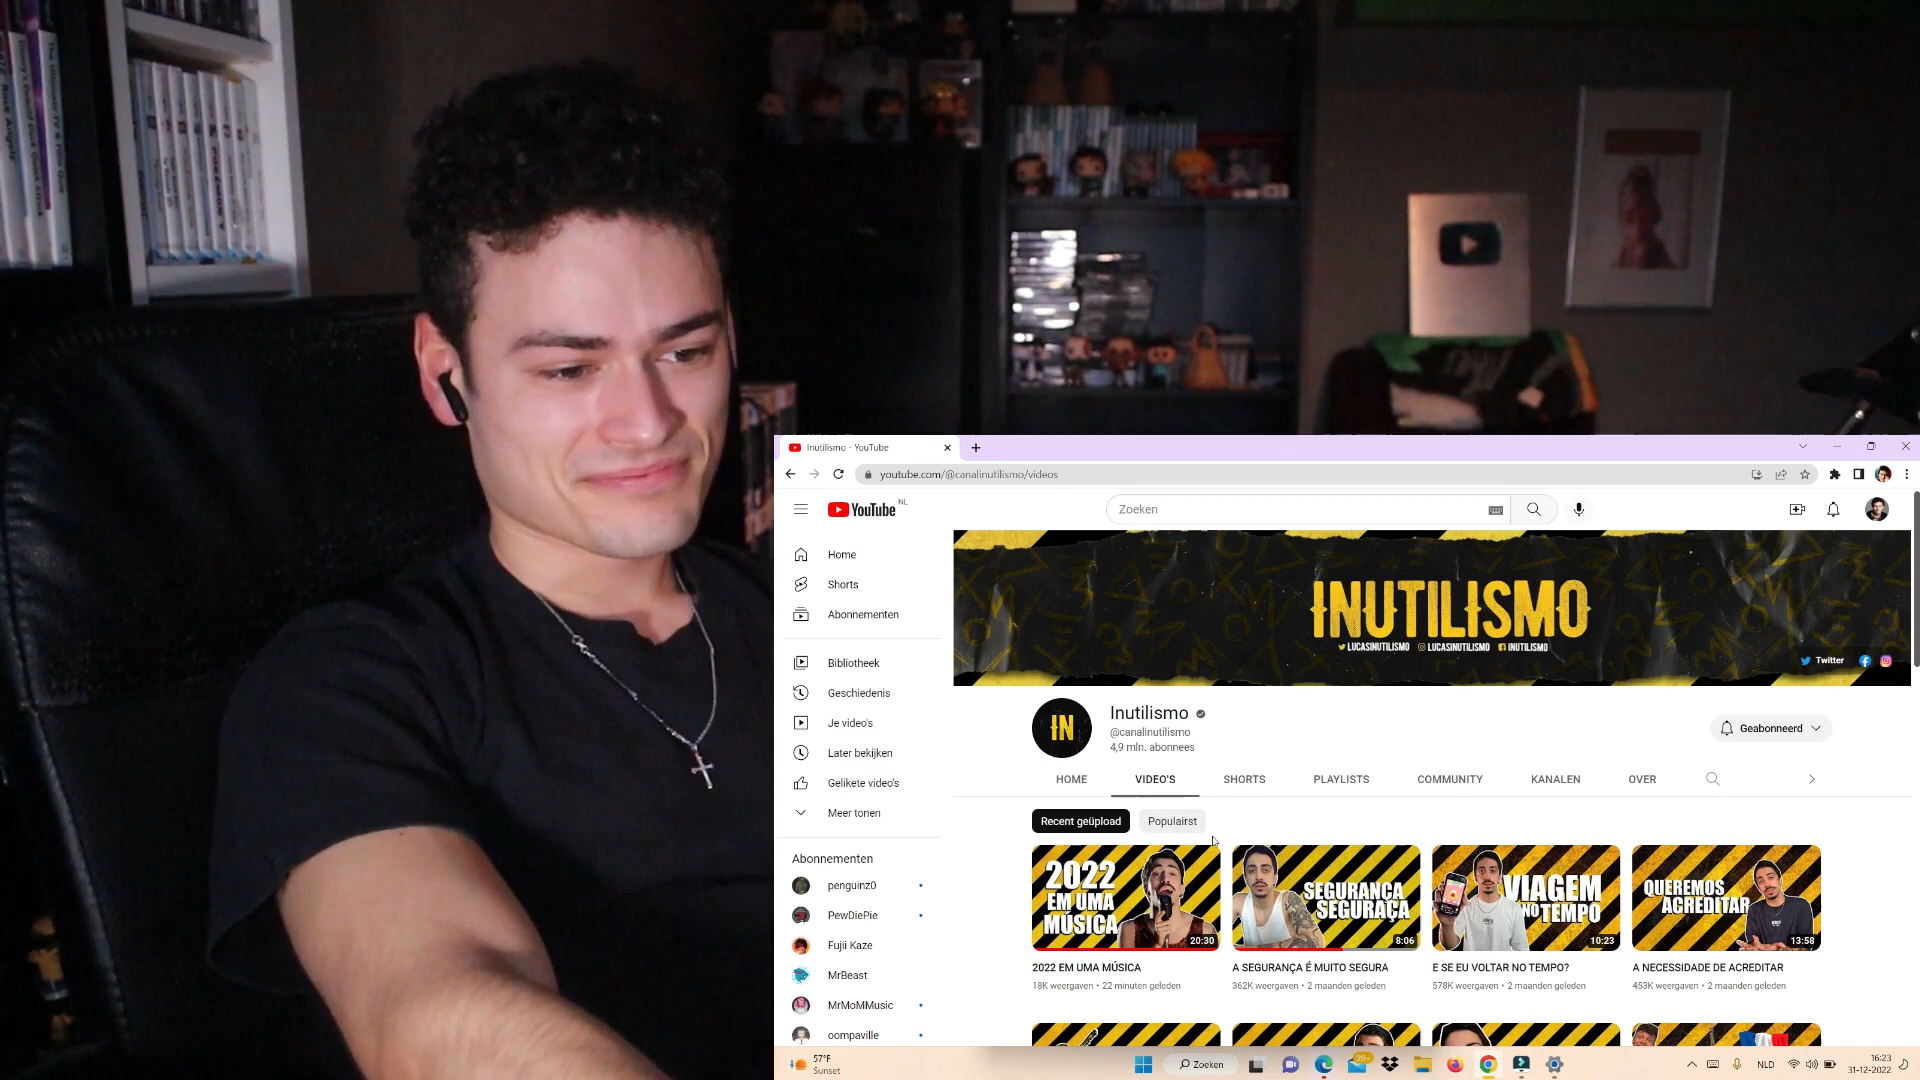 Inutilismo - YouTube
youtube.com/@canalinutilismo/videos
YouTube NL
Zoeken
Home
Shorts
Abonnementen
Bibliotheek
Geschiedenis
Je video's
Later bekijken
Gelikete video's
Meer tonen
Abonnementen
penguinz0
PewDiePie
Fujii Kaze
MrBeast
MrMoMMusic
oompaville
INUTILISMO
LUCASINUTILISMO LUCASINUTILISMO INUTILISMO
Twitter
IN
Inutilismo
@canalinutilismo
4,9 mln. abonnees
Geabonneerd
HOME VIDEO'S SHORTS PLAYLISTS COMMUNITY KANALEN OVER
Recent geüpload Populairst
2022
EM UMA
MÚSICA
20:30
SEGURANÇA
SEGURAÇA
8:06
VIAGEM
NO TEMPO
10:23
QUEREMOS
ACREDITAR
13:58
2022 EM UMA MÚSICA
18K weergaven • 22 minuten geleden
A SEGURANÇA É MUITO SEGURA
362K weergaven • 2 maanden geleden
E SE EU VOLTAR NO TEMPO?
578K weergaven • 2 maanden geleden
A NECESSIDADE DE ACREDITAR
453K weergaven • 2 maanden geleden
57°F
Sunset
Zoeken
99+
NLD
16:23
31-12-2022